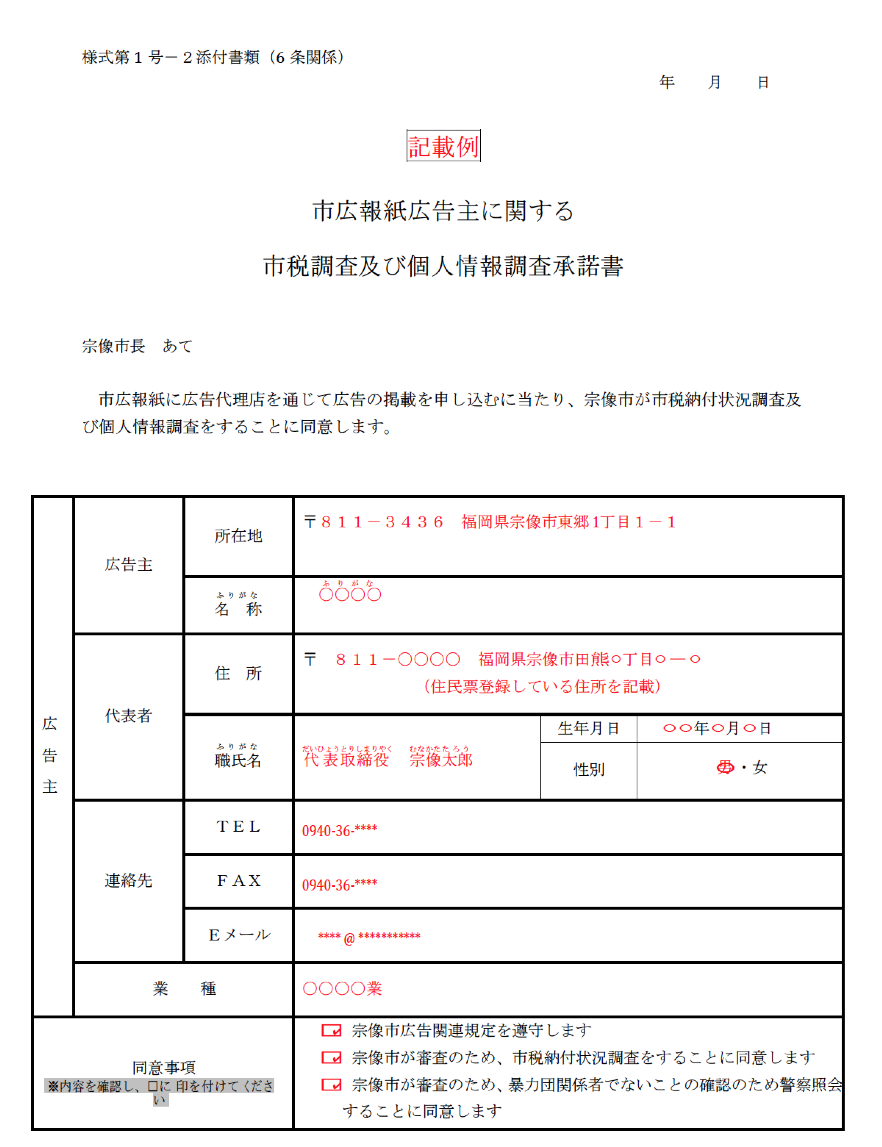 様式第1号－2添付書類（6条関係）
年　　月　　日
記載例
市広報紙広告主に関する
市税調査及び個人情報調査承諾書
宗像市長　あて
市広報紙に広告代理店を通じて広告の掲載を申し込むに当たり、宗像市が市税納付状況調査及
び個人情報調査をすることに同意します。
広告主
広告主
所在地
〒８１１－３４３６　福岡県宗像市東郷1丁目１－１
ふりがな
名　称
ふりがな
○○○○
代表者
住　所
〒　８１１－○○○○　福岡県宗像市田熊○丁目○－○
（住民票登録している住所を記載）
ふりがな
職氏名
だいひょうとりしまりやく　むなかたたろう
代表取締役　宗像太郎
生年月日
○○年○月○日
性別
男・女
連絡先
ＴＥＬ
0940-36-****
ＦＡＸ
0940-36-****
Ｅメール
****@***********
業　種
○○○○業
同意事項
※内容を確認し、□に 印を付けてくださ
い
☑ 宗像市広告関連規定を遵守します
☑ 宗像市が審査のため、市税納付状況調査をすることに同意します
☑ 宗像市が審査のため、暴力団関係者でないことの確認のため警察照会
することに同意します